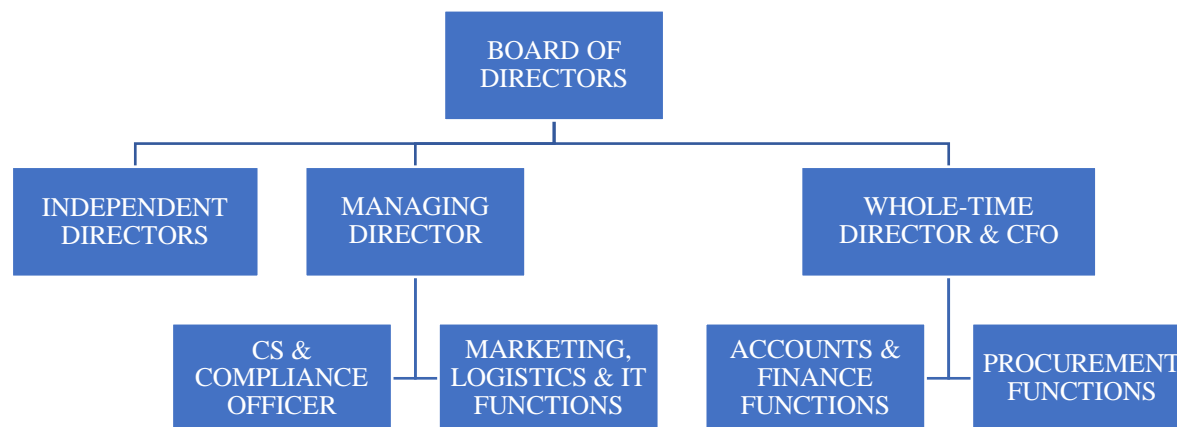 BOARD OF
DIRECTORS
INDEPENDENT
DIRECTORS
MANAGING
DIRECTOR
WHOLE-TIME
DIRECTOR & CFO
CS &
COMPLIANCE
OFFICER
MARKETING,
LOGISTICS & IT
FUNCTIONS
ACCOUNTS &
FINANCE
FUNCTIONS
PROCUREMENT
FUNCTIONS